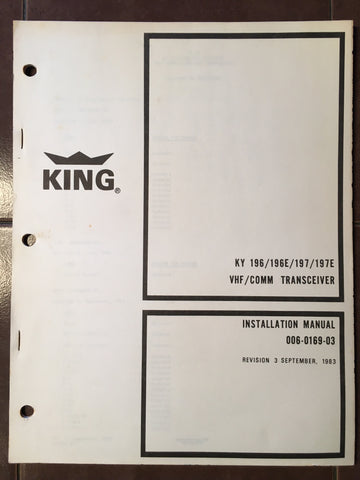 KING®
KY 196/196E/197/197E
VHF/COMM TRANSCEIVER
INSTALLATION MANUAL
006-0169-03
REVISION 3 SEPTEMBER, 1983